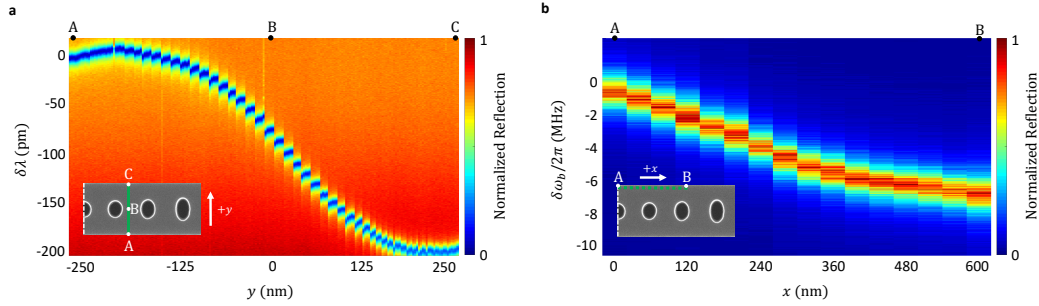 a
A
B
C
0
-50
-100
-150
-200
δλ (pm)
C
B
A
+y
-250
-125
0
125
250
y (nm)
1
0
Normalized Reflection
b
A
B
0
-2
-4
-6
-8
-10
δω_b/2π (MHz)
+x
A
B
0
120
240
360
480
600
x (nm)
1
0
Normalized Reflection